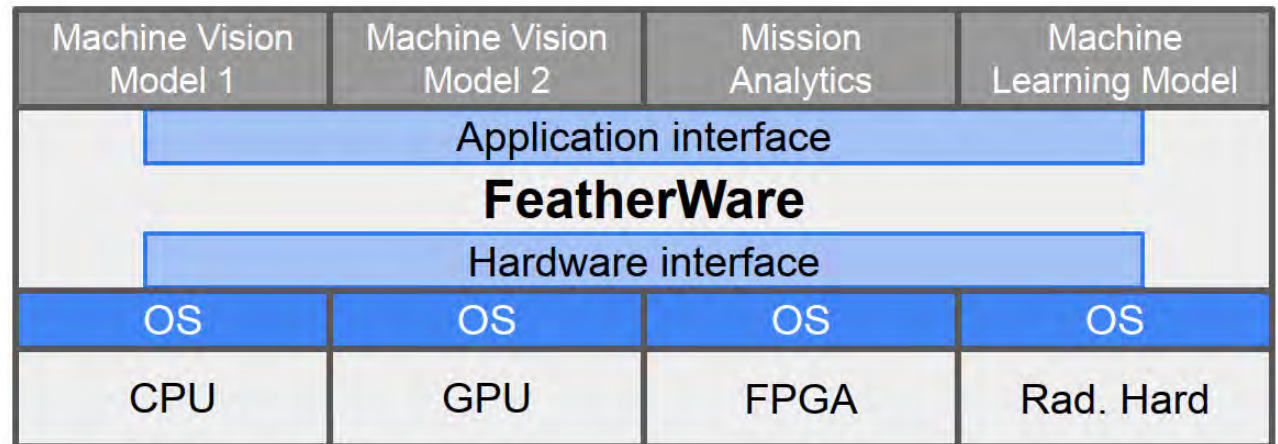 Machine Vision Model 1
Machine Vision Model 2
Mission Analytics
Machine Learning Model
Application interface
FeatherWare
Hardware interface
OS OS OS OS
CPU GPU FPGA Rad. Hard